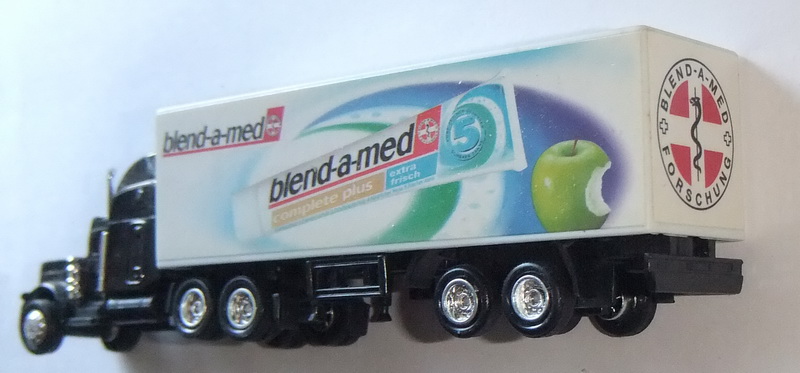 blend-a-med
blend-a-med
complete plus
extra
frisch
5
BLEND-A-MED
FORSCHUNG